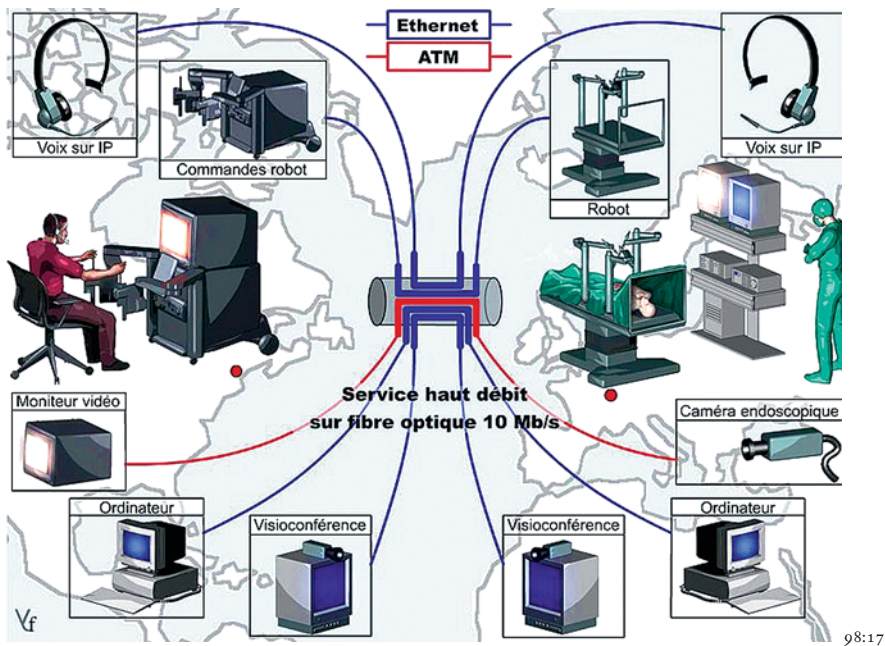 Ethernet
ATM
Voix sur IP
Commandes robot
Robot
Voix sur IP
Service haut débit
sur fibre optique 10 Mb/s
Moniteur vidéo
Caméra endoscopique
Ordinateur
Visioconférence
Visioconférence
Ordinateur
Vf
98:17